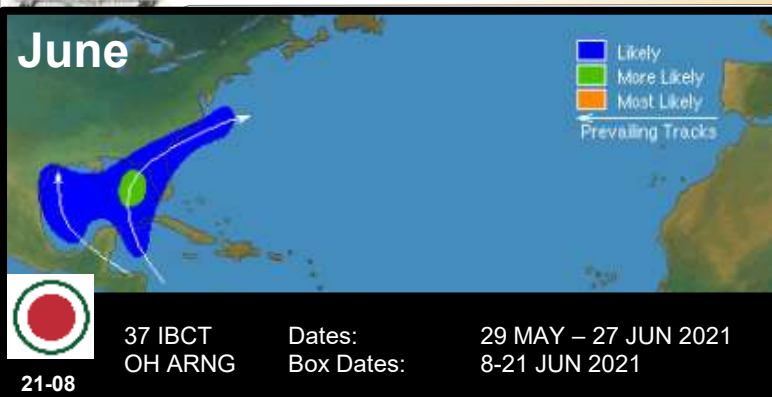 June
Likely
More Likely
Most Likely
Prevailing Tracks
37 IBCT Dates: 29 MAY – 27 JUN 2021
OH ARNG Box Dates: 8-21 JUN 2021
21-08